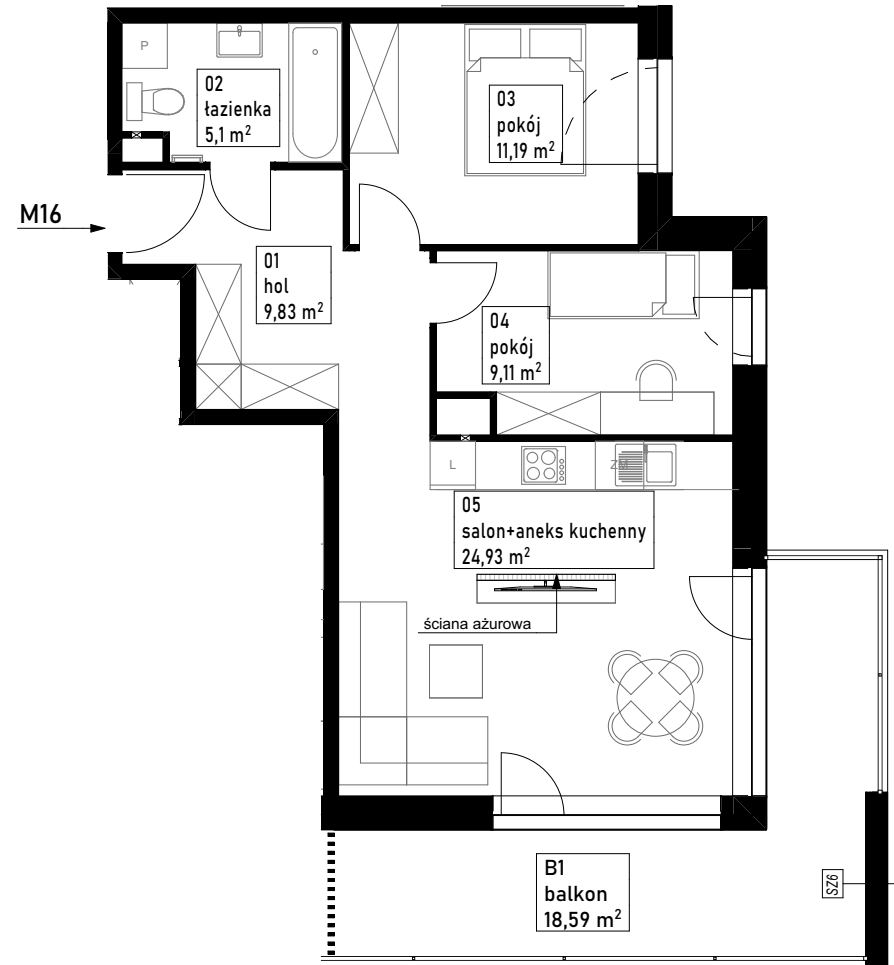 P
02
łazienka
5,1 m²
03
pokój
11,19 m²
M16
01
hol
9,83 m²
04
pokój
9,11 m²
L
ZM
05
salon+aneks kuchenny
24,93 m²
ściana ażurowa
B1
balkon
18,59 m²
SZ6